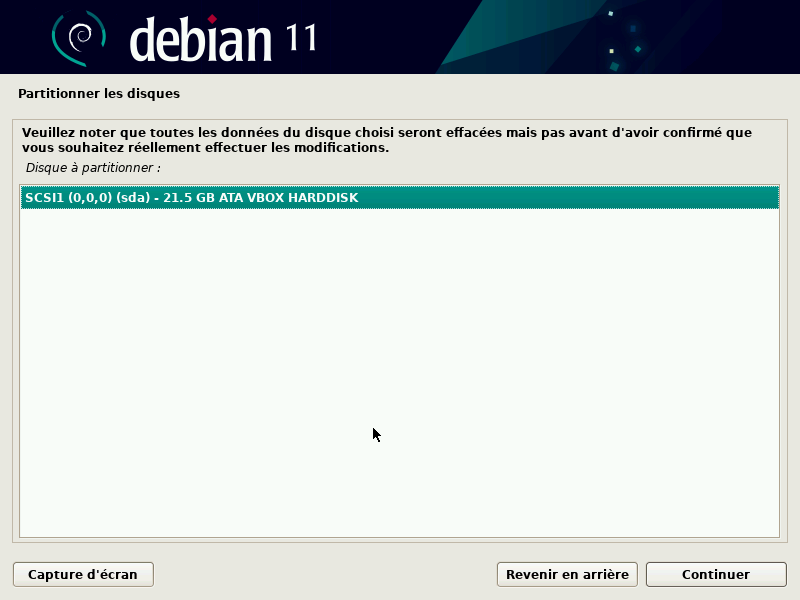 debian 11
Partitionner les disques
Veuillez noter que toutes les données du disque choisi seront effacées mais pas avant d'avoir confirmé que
vous souhaitez réellement effectuer les modifications.
Disque à partitionner :
SCSI1 (0,0,0) (sda) - 21.5 GB ATA VBOX HARDDISK
Capture d'écran
Revenir en arrière
Continuer